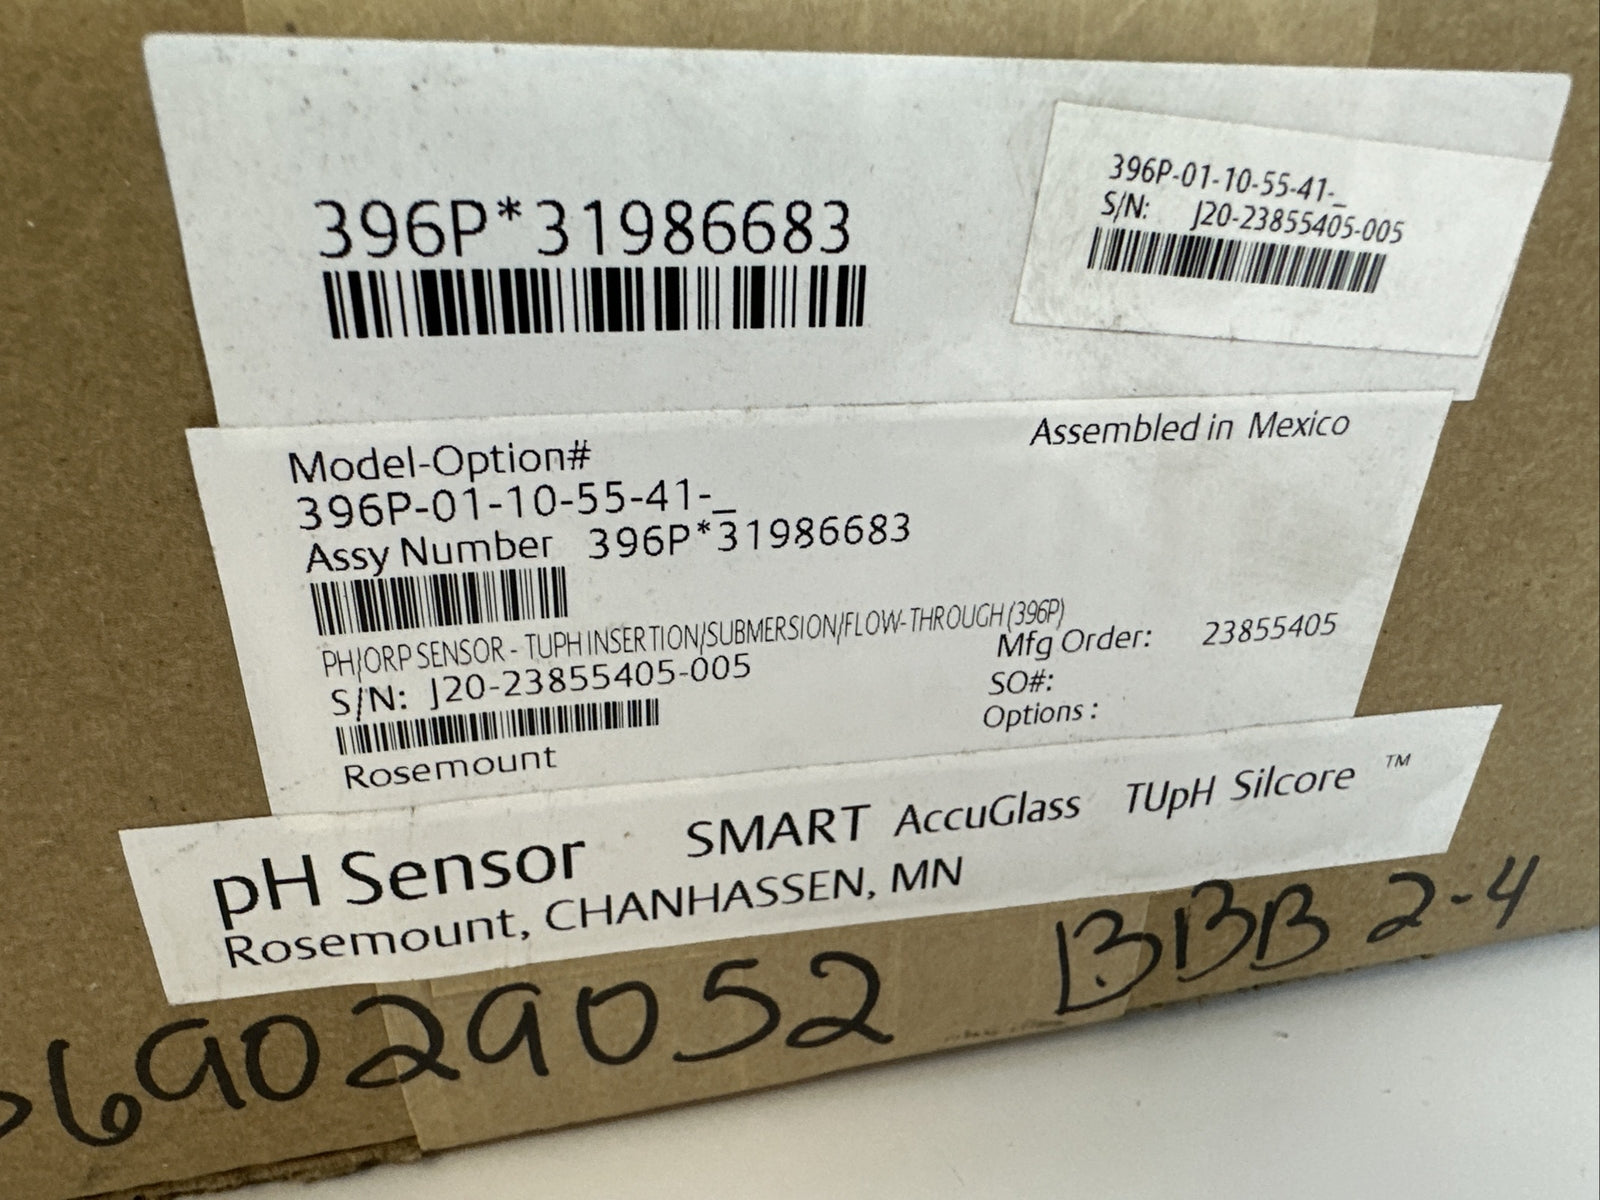 396P*31986683
396P-01-10-55-41-_
S/N: J20-23855405-005
Assembled in Mexico
Model-Option#
396P-01-10-55-41-_
Assy Number 396P*31986683
PH/ORP SENSOR - TUPH INSERTION/SUBMERSION/FLOW-THROUGH (396P)
Mfg Order: 23855405
S/N: J20-23855405-005
SO#:
Options :
Rosemount
pH Sensor SMART AccuGlass TUpH Silcore ™
Rosemount, CHANHASSEN, MN
69029052 BBB 2-4